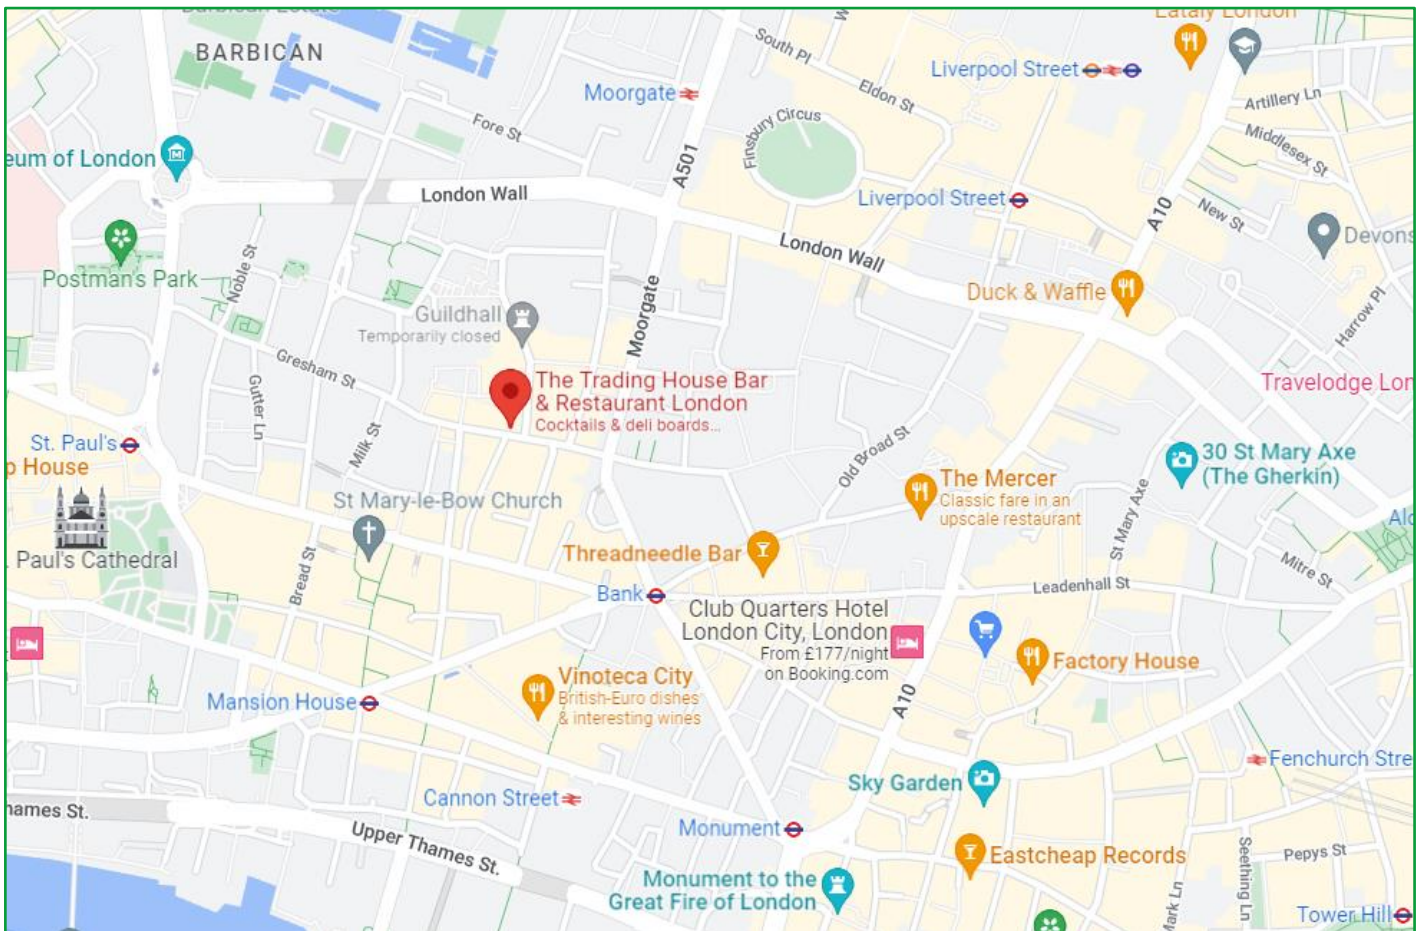 Barbican Estate
Eataly London
BARBICAN
South Pl
Liverpool Street
Moorgate
Eldon St
Artillery Ln
Fore St
Finsbury Circus
Middlesex St
eum of London
A501
London Wall
Liverpool Street
A10
New St
Devons
London Wall
Postman's Park
Noble St
Duck & Waffle
Harrow Pl
Guildhall
Temporarily closed
Moorgate
Gresham St
The Trading House Bar
& Restaurant London
Cocktails & deli boards...
Travelodge Lon
Gutter Ln
St. Paul's
p House
Milk St
Old Broad St
30 St Mary Axe
(The Gherkin)
St Mary-le-Bow Church
The Mercer
Classic fare in an
upscale restaurant
St Mary Axe
Ald
Paul's Cathedral
Threadneedle Bar
Bread St
Mitre St
Leadenhall St
Bank
Club Quarters Hotel
London City, London
From £177/night
on Booking.com
Factory House
Vinoteca City
British-Euro dishes
& interesting wines
Mansion House
A10
Fenchurch Stre
Sky Garden
Cannon Street
hames St.
Upper Thames St.
Monument
Eastcheap Records
Seething Ln
Pepys St
Monument to the
Great Fire of London
Mark Ln
Tower Hill